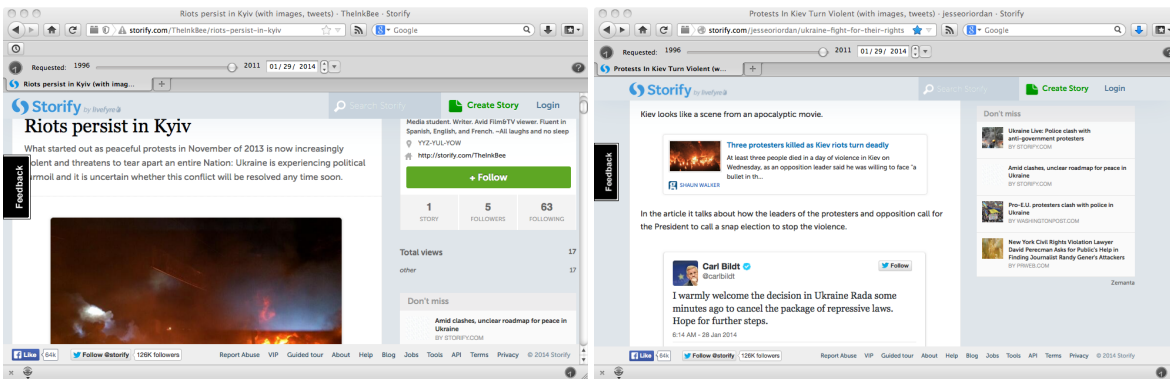 Riots persist in Kyiv (with images, tweets) - TheInkBee - Storify
storify.com/TheInkBee/riots-persist-in-kyiv
Google
Requested: 1996
2011 01/29/ 2014
Riots persist in Kyiv (with imag...
Storify by livefyre
Search Storify
Create Story
Login
Riots persist in Kyiv
What started out as peaceful protests in November of 2013 is now increasingly
violent and threatens to tear apart an entire Nation: Ukraine is experiencing political
turmoil and it is uncertain whether this conflict will be resolved any time soon.
Feedback
Media student. Writer. Avid Film&TV viewer. Fluent in
Spanish, English, and French. ~All laughs and no sleep
YYZ-YUL-YOW
http://storify.com/TheInkBee
+ Follow
1 5 63
STORY FOLLOWERS FOLLOWING
Total views 17
other 17
Don't miss
Amid clashes, unclear roadmap for peace in
Ukraine
BY STORIFY.COM
Like 64k Follow @storify 126K followers
Report Abuse VIP Guided tour About Help Blog Jobs Tools API Terms Privacy © 2014 Storify
Protests In Kiev Turn Violent (with images, tweets) - jesseoriordan - Storify
storify.com/jesseoriordan/ukraine-fight-for-their-rights
Google
Requested: 1996
2011 01/29/ 2014
Protests In Kiev Turn Violent (w...
Storify by livefyre
Search Storify
Create Story
Login
Kiev looks like a scene from an apocalyptic movie.
Three protesters killed as Kiev riots turn deadly
At least three people died in a day of violence in Kiev on
Wednesday, as an opposition leader said he was willing to face "a
bullet in th...
SHAUN WALKER
Feedback
In the article it talks about how the leaders of the protesters and opposition call for
the President to call a snap election to stop the violence.
Carl Bildt
@carlbildt
Follow
I warmly welcome the decision in Ukraine Rada some
minutes ago to cancel the package of repressive laws.
Hope for further steps.
6:14 AM - 28 Jan 2014
Don't miss
Ukraine Live: Police clash with
anti-government protesters
BY STORIFY.COM
Amid clashes, unclear roadmap for peace in
Ukraine
BY STORIFY.COM
Pro-E.U. protesters clash with police in
Ukraine
BY WASHINGTONPOST.COM
New York Civil Rights Violation Lawyer
David Perecman Asks for Public's Help in
Finding Journalist Randy Gener's Attackers
BY PRWEB.COM
Zemanta
Like 64k Follow @storify 126K followers
Report Abuse VIP Guided tour About Help Blog Jobs Tools API Terms Privacy © 2014 Storify